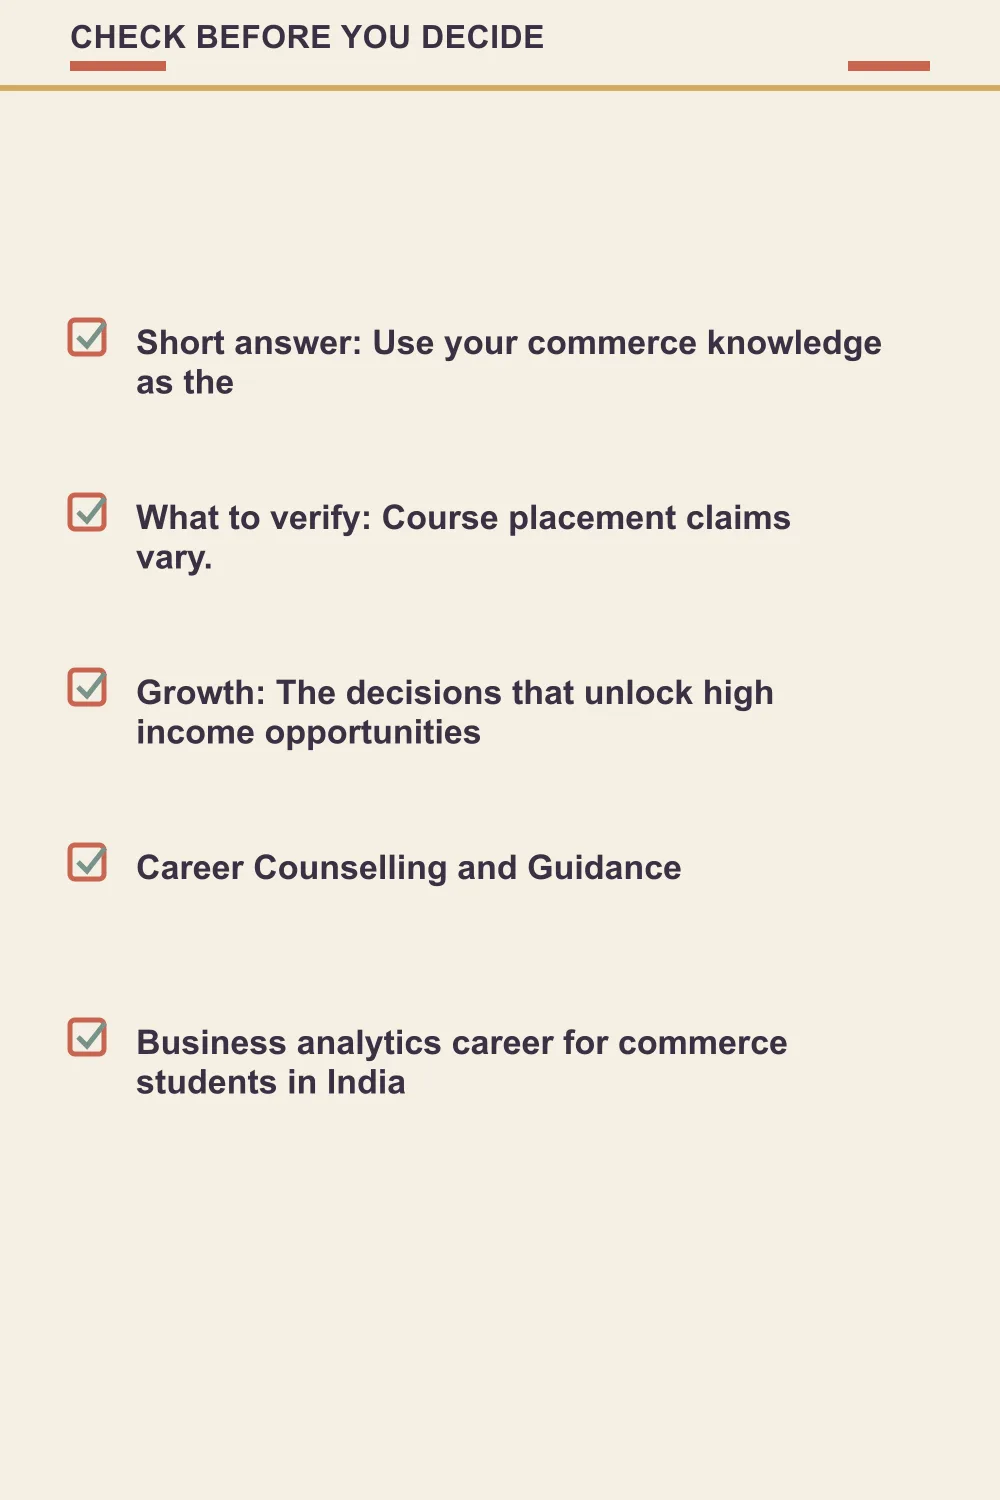 CHECK BEFORE YOU DECIDE
Short answer: Use your commerce knowledge
as the
What to verify: Course placement claims
vary.
Growth: The decisions that unlock high
income opportunities
Career Counselling and Guidance
Business analytics career for commerce
students in India